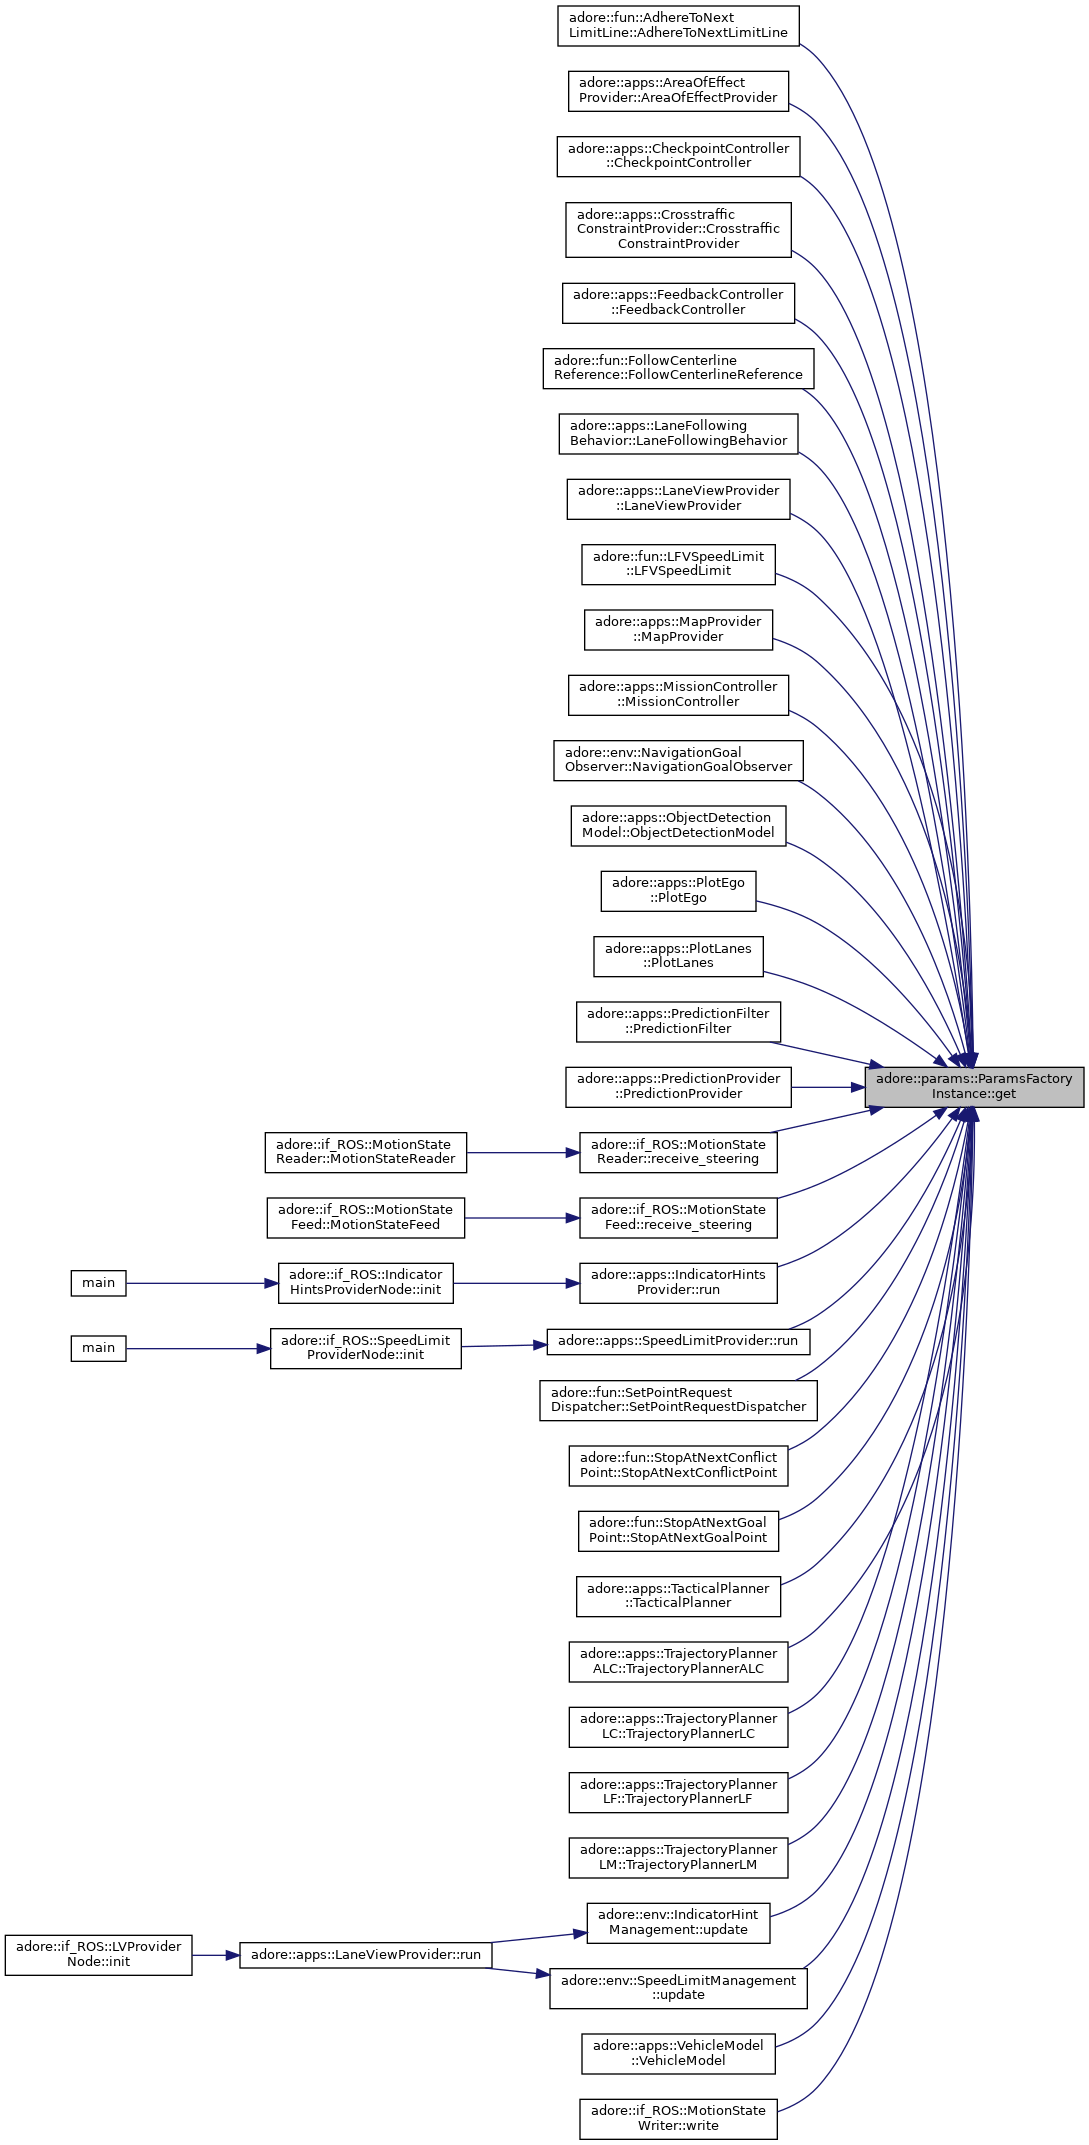 adore::fun::AdhereToNext
LimitLine::AdhereToNextLimitLine
adore::apps::AreaOfEffect
Provider::AreaOfEffectProvider
adore::apps::CheckpointController
::CheckpointController
adore::apps::Crosstraffic
ConstraintProvider::Crosstraffic
ConstraintProvider
adore::apps::FeedbackController
::FeedbackController
adore::fun::FollowCenterline
Reference::FollowCenterlineReference
adore::apps::LaneFollowing
Behavior::LaneFollowingBehavior
adore::apps::LaneViewProvider
::LaneViewProvider
adore::fun::LFVSpeedLimit
::LFVSpeedLimit
adore::apps::MapProvider
::MapProvider
adore::apps::MissionController
::MissionController
adore::env::NavigationGoal
Observer::NavigationGoalObserver
adore::apps::ObjectDetection
Model::ObjectDetectionModel
adore::apps::PlotEgo
::PlotEgo
adore::apps::PlotLanes
::PlotLanes
adore::apps::PredictionFilter
::PredictionFilter
adore::apps::PredictionProvider
::PredictionProvider
adore::params::ParamsFactory
Instance::get
adore::if_ROS::MotionState
Reader::MotionStateReader
adore::if_ROS::MotionState
Reader::receive_steering
adore::if_ROS::MotionState
Feed::MotionStateFeed
adore::if_ROS::MotionState
Feed::receive_steering
main
adore::if_ROS::Indicator
HintsProviderNode::init
adore::apps::IndicatorHints
Provider::run
main
adore::if_ROS::SpeedLimit
ProviderNode::init
adore::apps::SpeedLimitProvider::run
adore::fun::SetPointRequest
Dispatcher::SetPointRequestDispatcher
adore::fun::StopAtNextConflict
Point::StopAtNextConflictPoint
adore::fun::StopAtNextGoal
Point::StopAtNextGoalPoint
adore::apps::TacticalPlanner
::TacticalPlanner
adore::apps::TrajectoryPlanner
ALC::TrajectoryPlannerALC
adore::apps::TrajectoryPlanner
LC::TrajectoryPlannerLC
adore::apps::TrajectoryPlanner
LF::TrajectoryPlannerLF
adore::apps::TrajectoryPlanner
LM::TrajectoryPlannerLM
adore::env::IndicatorHint
Management::update
adore::if_ROS::LVProvider
Node::init
adore::apps::LaneViewProvider::run
adore::env::SpeedLimitManagement
::update
adore::apps::VehicleModel
::VehicleModel
adore::if_ROS::MotionState
Writer::write